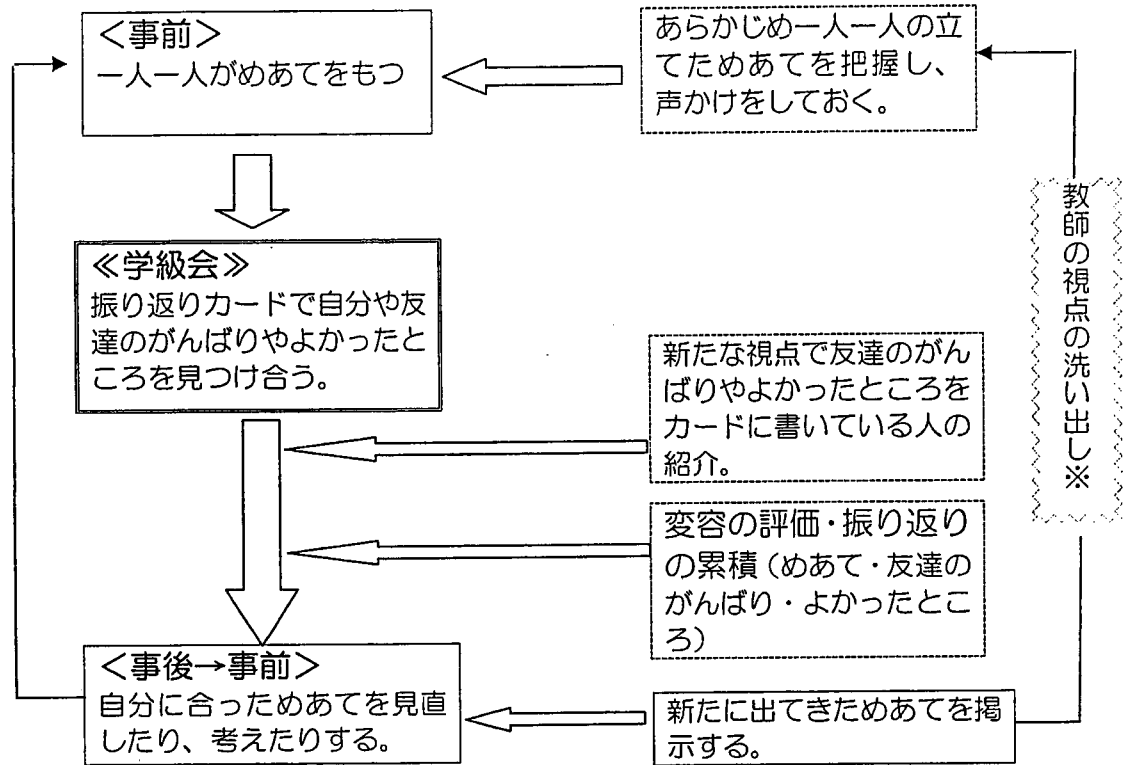 <事前>
一人一人がめあてをもつ
あらかじめ一人一人の立
てためあてを把握し、
声かけをしておく。
≪学級会≫
振り返りカードで自分や友
達のがんばりやよかったと
ころを見つけ合う。
新たな視点で友達のがん
ばりやよかったところを
カードに書いている人の
紹介。
変容の評価・振り返り
の累積(めあて・友達の
がんばり・よかったとこ
ろ)
教師の視点の洗い出し※
<事後→事前>
自分に合っためあてを見直
したり、考えたりする。
新たに出てきためあてを掲
示する。